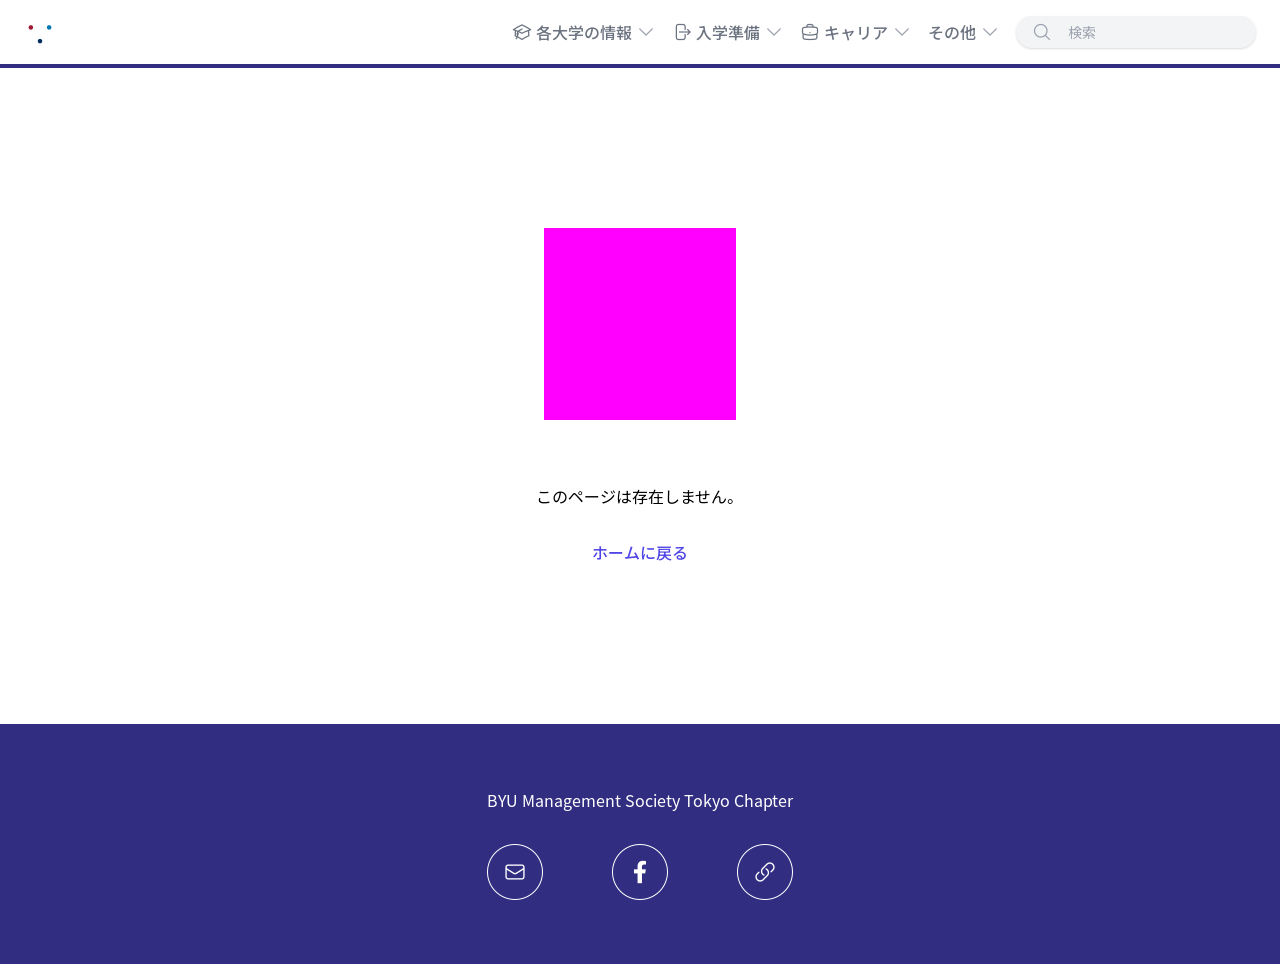 各大学の情報 入学準備 キャリア その他 検索
このページは存在しません。
ホームに戻る
BYU Management Society Tokyo Chapter